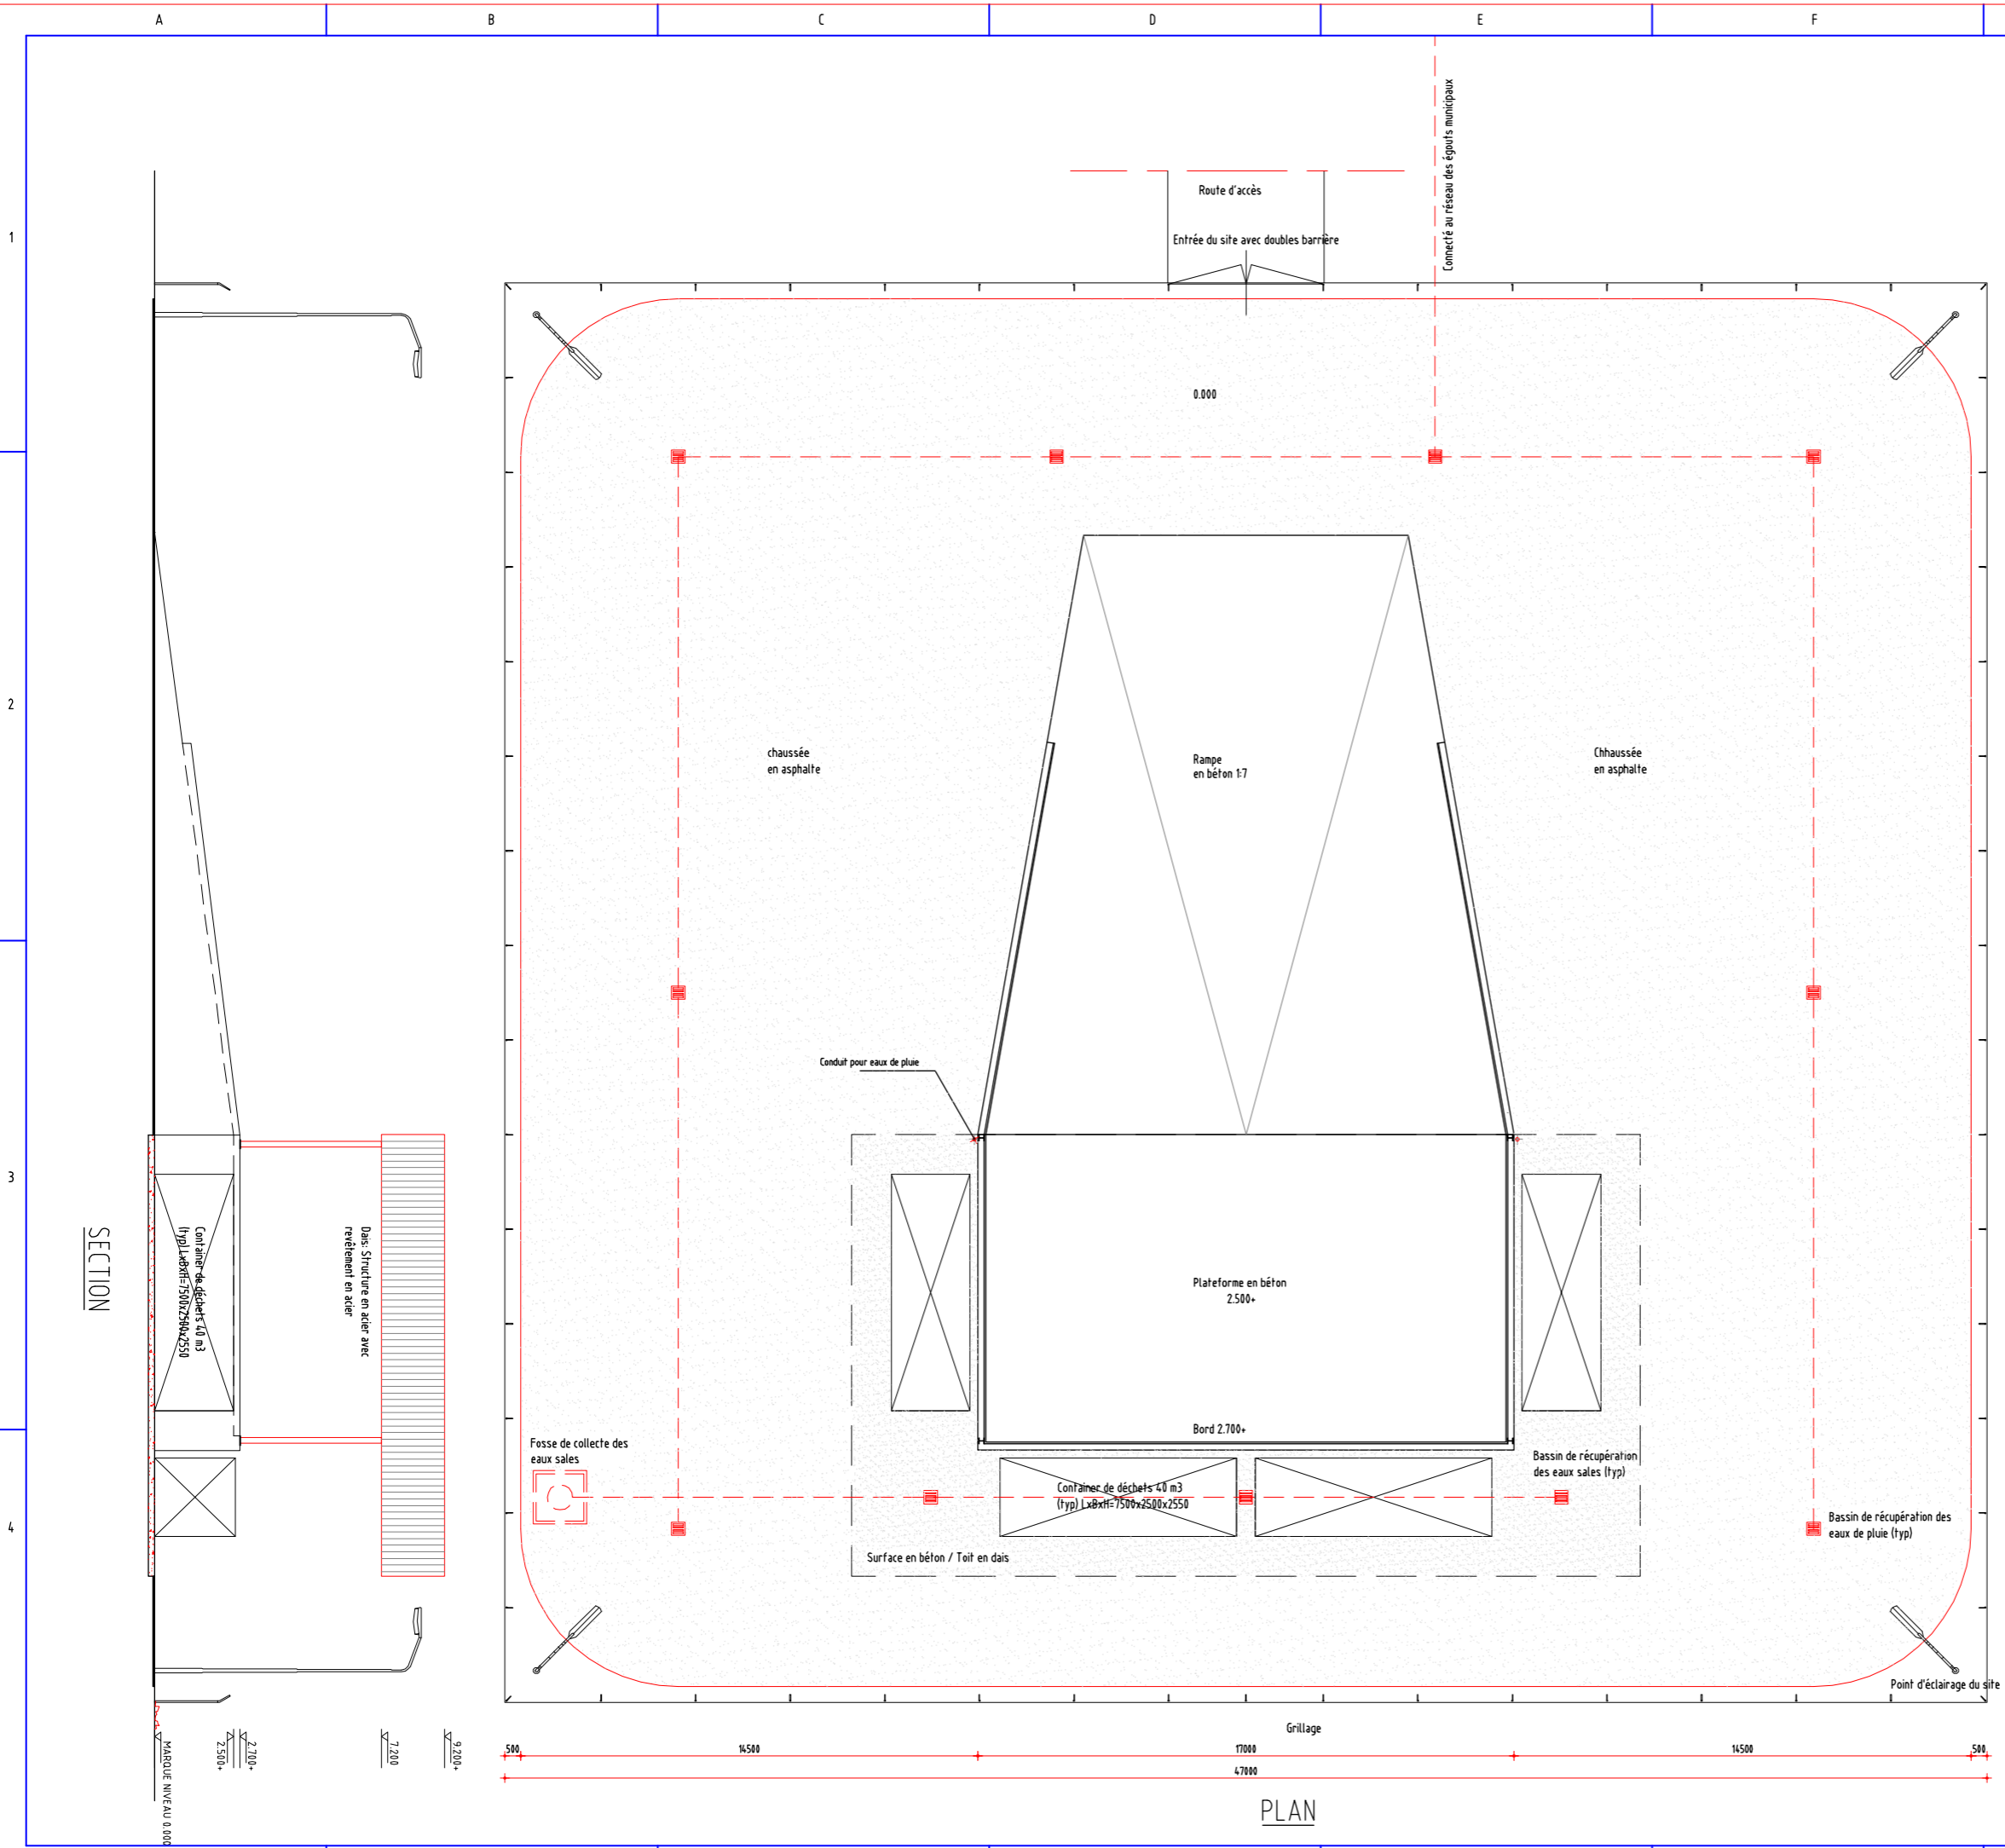 A
B
C
D
E
F
1
2
3
4
Connecté au réseau des égouts municipaux
Route d'accès
Entrée du site avec doubles barrière
0.000
chaussée
en asphalte
Rampe
en béton 1:7
Chhaussée
en asphalte
Conduit pour eaux de pluie
Plateforme en béton
2.500+
Bord 2.700+
Fosse de collecte des
eaux sales
Container de déchets 40 m3
(typ) LxBxH=7500x2500x2550
Bassin de récupération
des eaux sales (typ)
Bassin de récupération des
eaux de pluie (typ)
Surface en béton / Toit en dais
Point d'éclairage du site
Grillage
500
14500
17000
14500
500
47000
PLAN
SECTION
Container de déchets 40 m3
(typ) LxBxH=7500x2500x2550
Dais: Structure en acier avec
revêtement en acier
MARQUE NIVEAU 0.000
2.500+
2.700+
7.200
9.200+